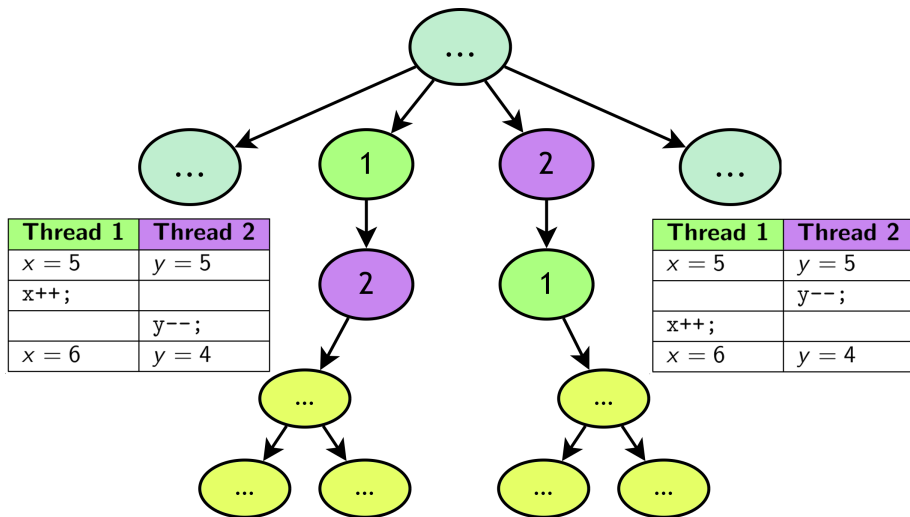 ...
... 1 2 ...
Thread 1 Thread 2
x = 5 y = 5
x++;
y--;
x = 6 y = 4
2 1
Thread 1 Thread 2
x = 5 y = 5
y--;
x++;
x = 6 y = 4
... ...
... ... ... ...